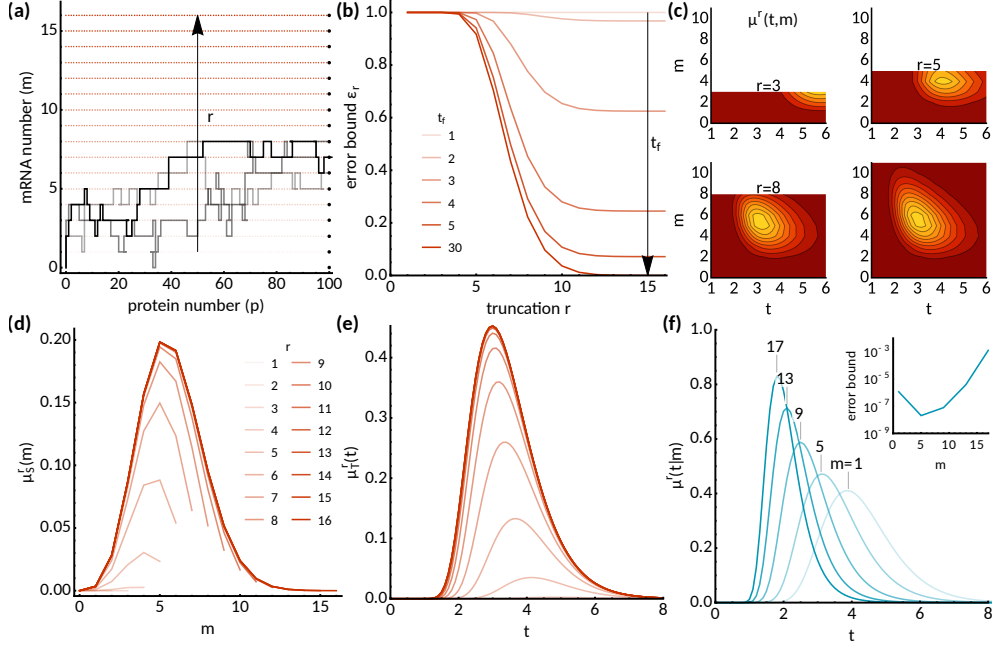 (a)
mRNA number (m)
15
10
5
0
r
0 20 40 60 80 100
protein number (p)
(b)
error bound εr
1.0
0.8
0.6
0.4
0.2
0.0
tf
1
2
3
4
5
30
tf
0 5 10 15
truncation r
(c)
μr(t,m)
m
10
8
6
4
2
0
r=3
1 2 3 4 5 6
10
8
6
4
2
0
r=5
1 2 3 4 5 6
m
10
8
6
4
2
0
r=8
1 2 3 4 5 6
t
10
8
6
4
2
0
1 2 3 4 5 6
t
(d)
μrS(m)
0.20
0.15
0.10
0.05
0.00
r
1 9
2 10
3 11
4 12
5 13
6 14
7 15
8 16
0 5 10 15
m
(e)
μrT(t)
0.4
0.3
0.2
0.1
0.0
0 2 4 6 8
t
(f)
μr(t|m)
1.0
0.8
0.6
0.4
0.2
0.0
17
13
9
5
m=1
0 2 4 6 8
t
error bound
10-3
10-5
10-7
10-9
0 5 10 15
m